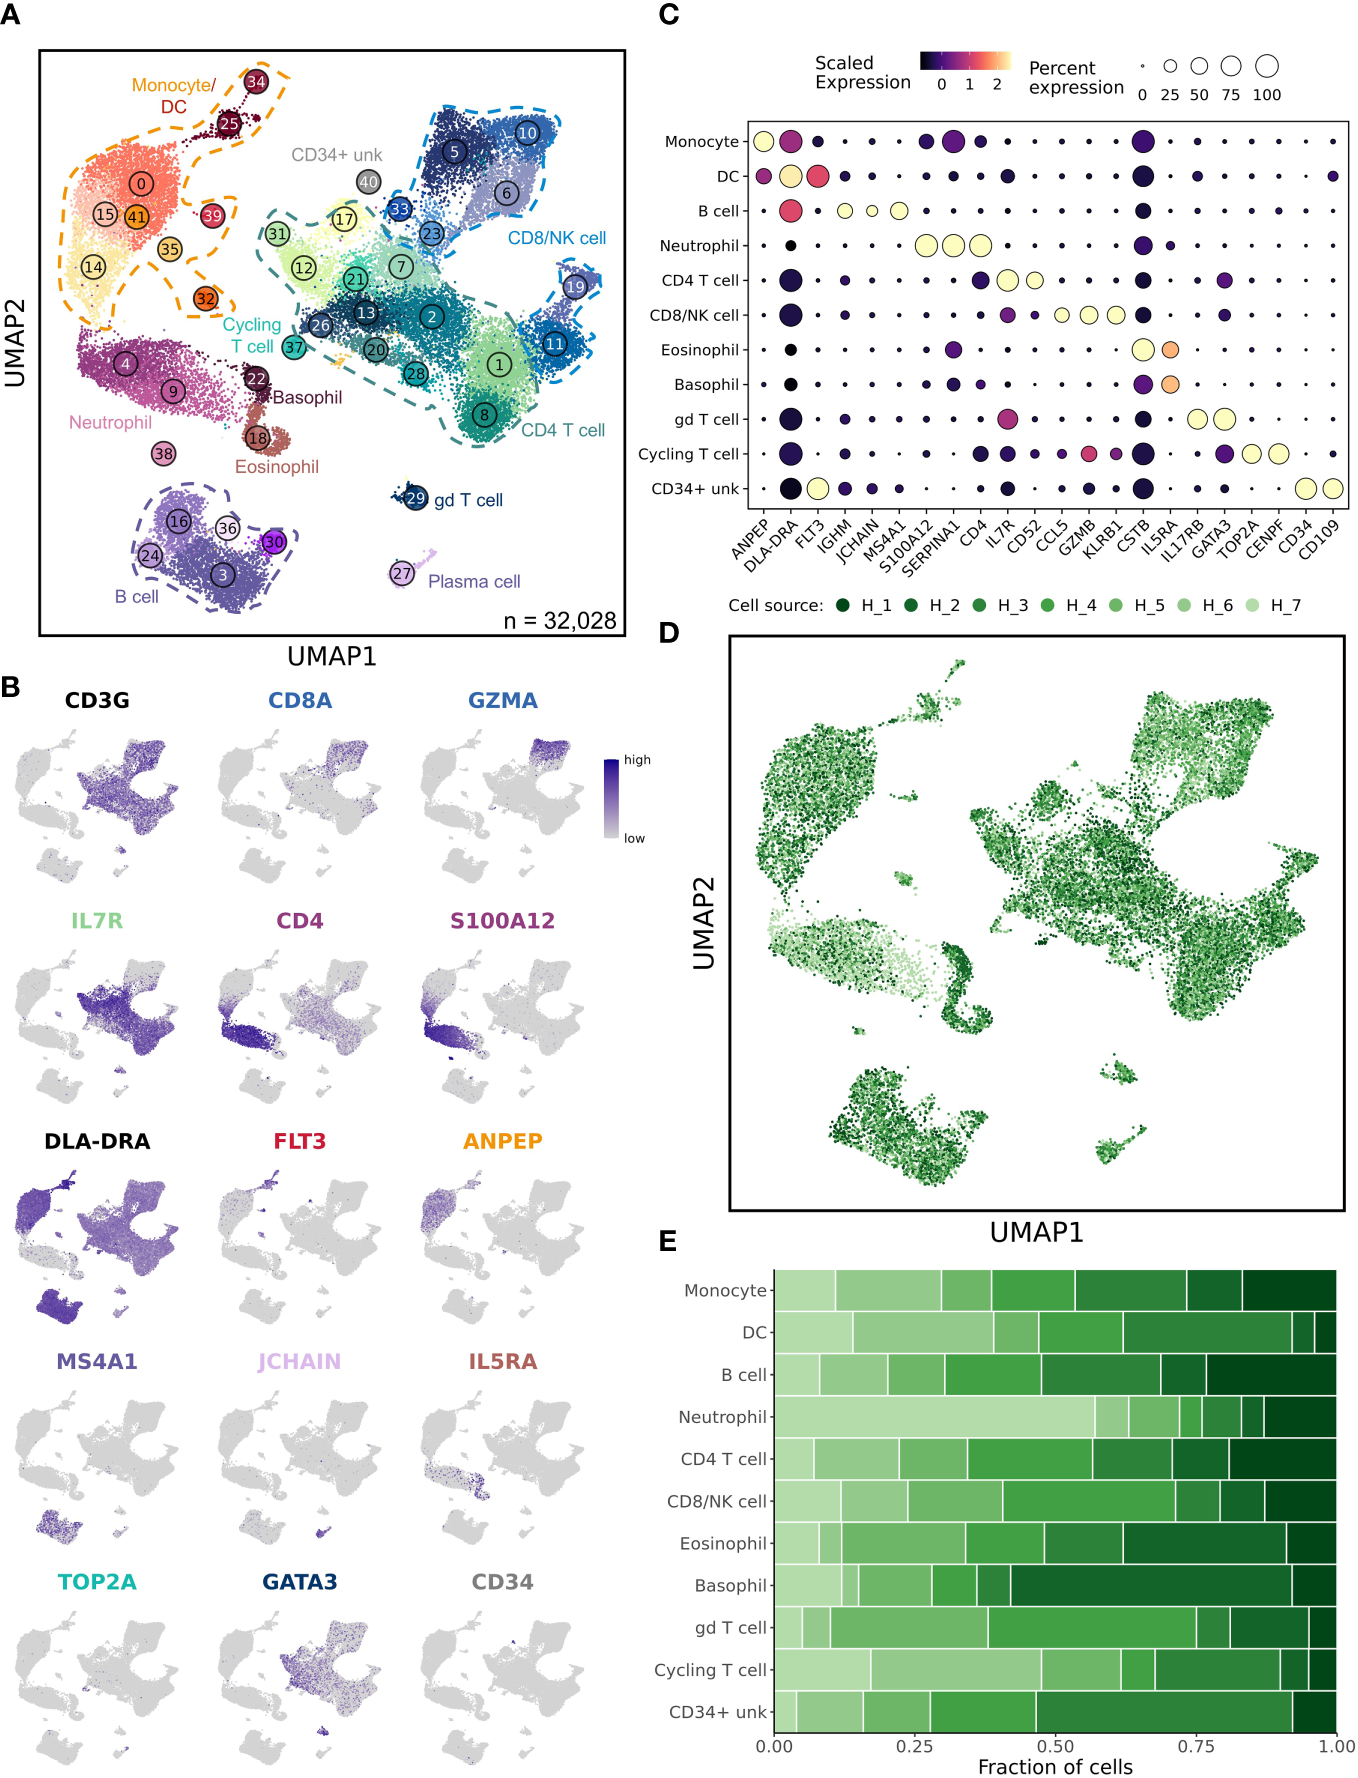 A
Monocyte/
DC
34
25
CD34+ unk
40
0
15
41
39
35
14
32
17
31
12
21
7
33
23
5
10
6
CD8/NK cell
19
11
Cycling
T cell
26
13
2
37
20
28
1
8
CD4 T cell
4
9
22
Basophil
Neutrophil
18
Eosinophil
38
29
gd T cell
16
36
24
30
3
B cell
27
Plasma cell
n = 32,028
UMAP1
UMAP2
B
CD3G
CD8A
GZMA
high
low
IL7R
CD4
S100A12
DLA-DRA
FLT3
ANPEP
MS4A1
JCHAIN
IL5RA
TOP2A
GATA3
CD34
C
Scaled
Expression
0 1 2
Percent
expression
0 25 50 75 100
Monocyte
DC
B cell
Neutrophil
CD4 T cell
CD8/NK cell
Eosinophil
Basophil
gd T cell
Cycling T cell
CD34+ unk
ANPEP
DLA-DRA
FLT3
IGHM
JCHAIN
MS4A1
S100A12
SERPINA1
CD4
IL7R
CD52
CCL5
GZMB
KLRB1
CSTB
IL5RA
IL17RB
GATA3
TOP2A
CENPF
CD34
CD109
Cell source: H_1 H_2 H_3 H_4 H_5 H_6 H_7
D
UMAP2
UMAP1
E
Monocyte
DC
B cell
Neutrophil
CD4 T cell
CD8/NK cell
Eosinophil
Basophil
gd T cell
Cycling T cell
CD34+ unk
0.00 0.25 0.50 0.75 1.00
Fraction of cells